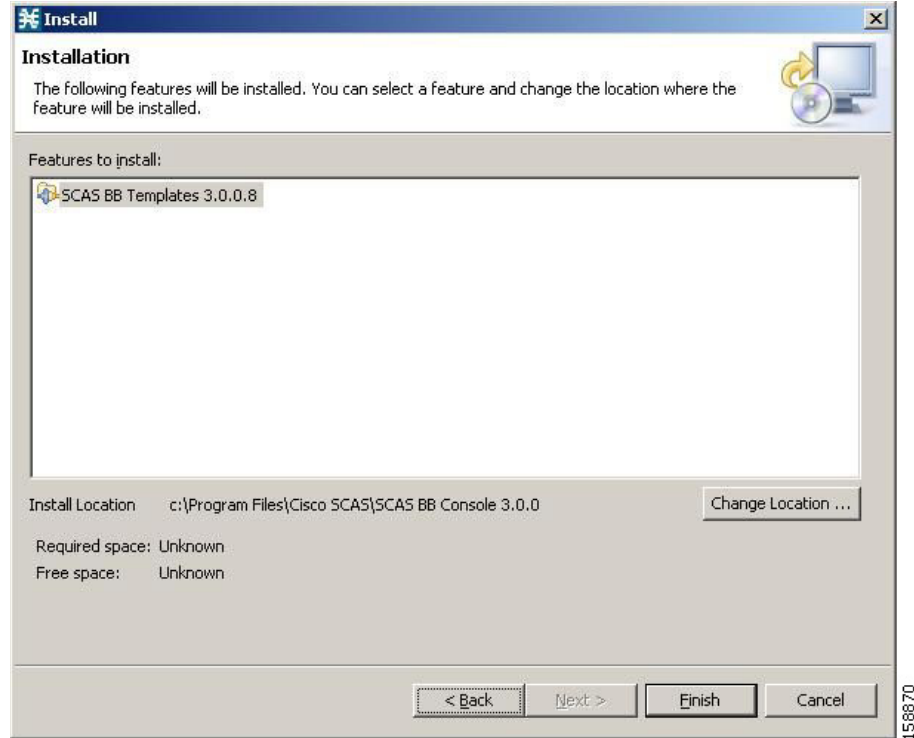 Install
Installation
The following features will be installed. You can select a feature and change the location where the
feature will be installed.
Features to install:
SCAS BB Templates 3.0.0.8
Install Location c:\Program Files\Cisco SCAS\SCAS BB Console 3.0.0
Change Location ...
Required space: Unknown
Free space: Unknown
< Back Next > Finish Cancel
158870